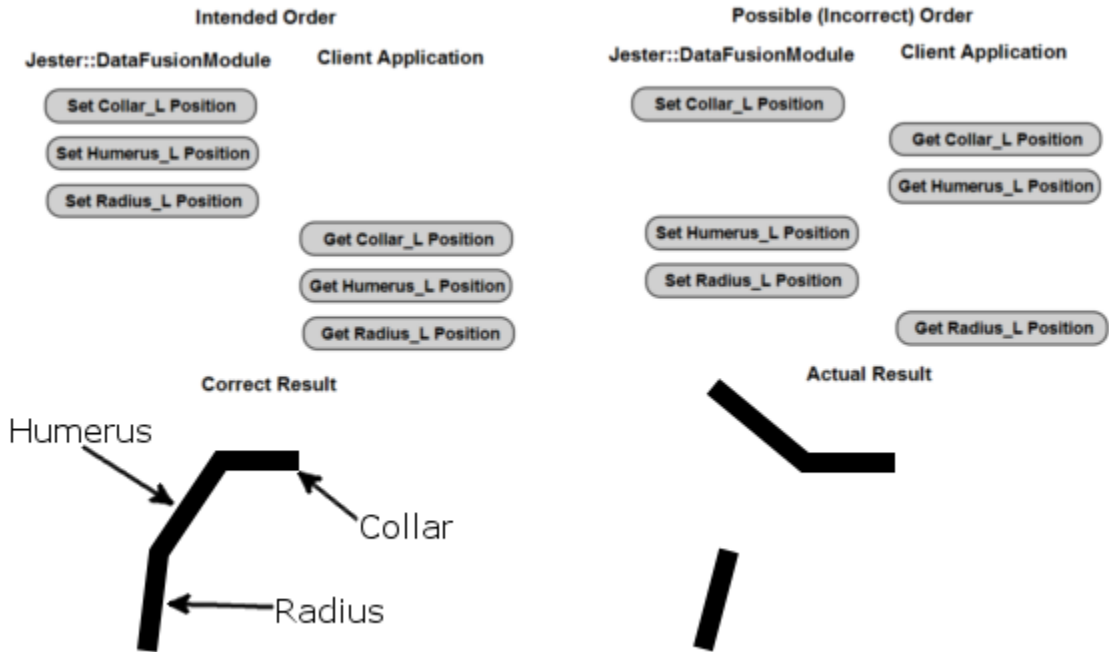 Intended Order
Jester::DataFusionModule
Client Application
Set Collar_L Position
Set Humerus_L Position
Set Radius_L Position
Get Collar_L Position
Get Humerus_L Position
Get Radius_L Position
Correct Result
Humerus
Collar
Radius
Possible (Incorrect) Order
Jester::DataFusionModule
Client Application
Set Collar_L Position
Get Collar_L Position
Get Humerus_L Position
Set Humerus_L Position
Set Radius_L Position
Get Radius_L Position
Actual Result